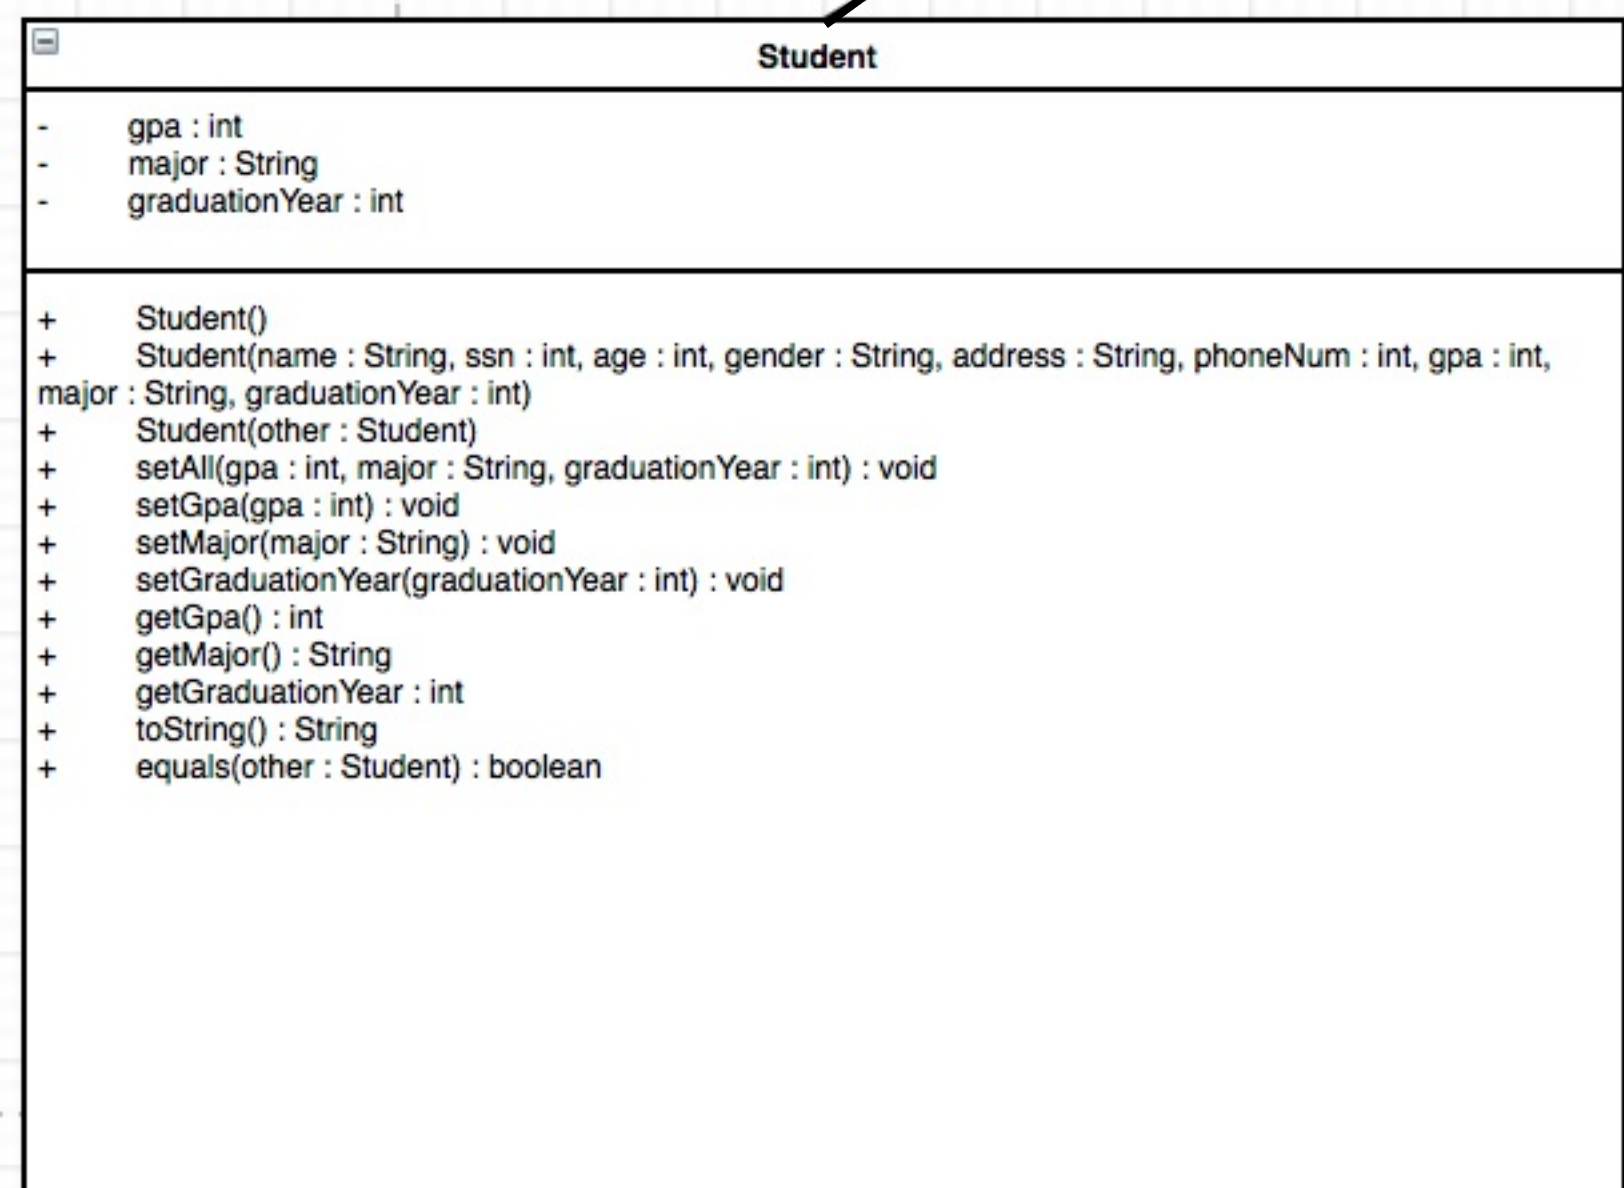 Student
- gpa : int
- major : String
- graduationYear : int
+ Student()
+ Student(name : String, ssn : int, age : int, gender : String, address : String, phoneNum : int, gpa : int,
major : String, graduationYear : int)
+ Student(other : Student)
+ setAll(gpa : int, major : String, graduationYear : int) : void
+ setGpa(gpa : int) : void
+ setMajor(major : String) : void
+ setGraduationYear(graduationYear : int) : void
+ getGpa() : int
+ getMajor() : String
+ getGraduationYear : int
+ toString() : String
+ equals(other : Student) : boolean